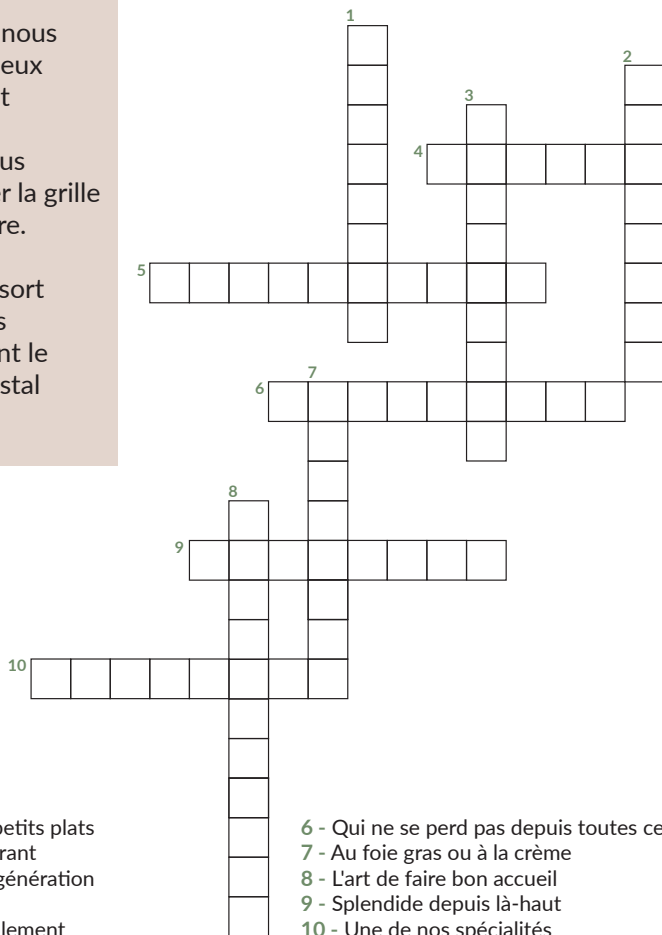 nous
eux
t
us
r la grille
re.
sort
s
nt le
stal
1
2
3
4
5
7
6
8
9
10
petits plats
rant
génération
lement
6 - Qui ne se perd pas depuis toutes ce
7 - Au foie gras ou à la crème
8 - L'art de faire bon accueil
9 - Splendide depuis là-haut
10 - Une de nos spécialités